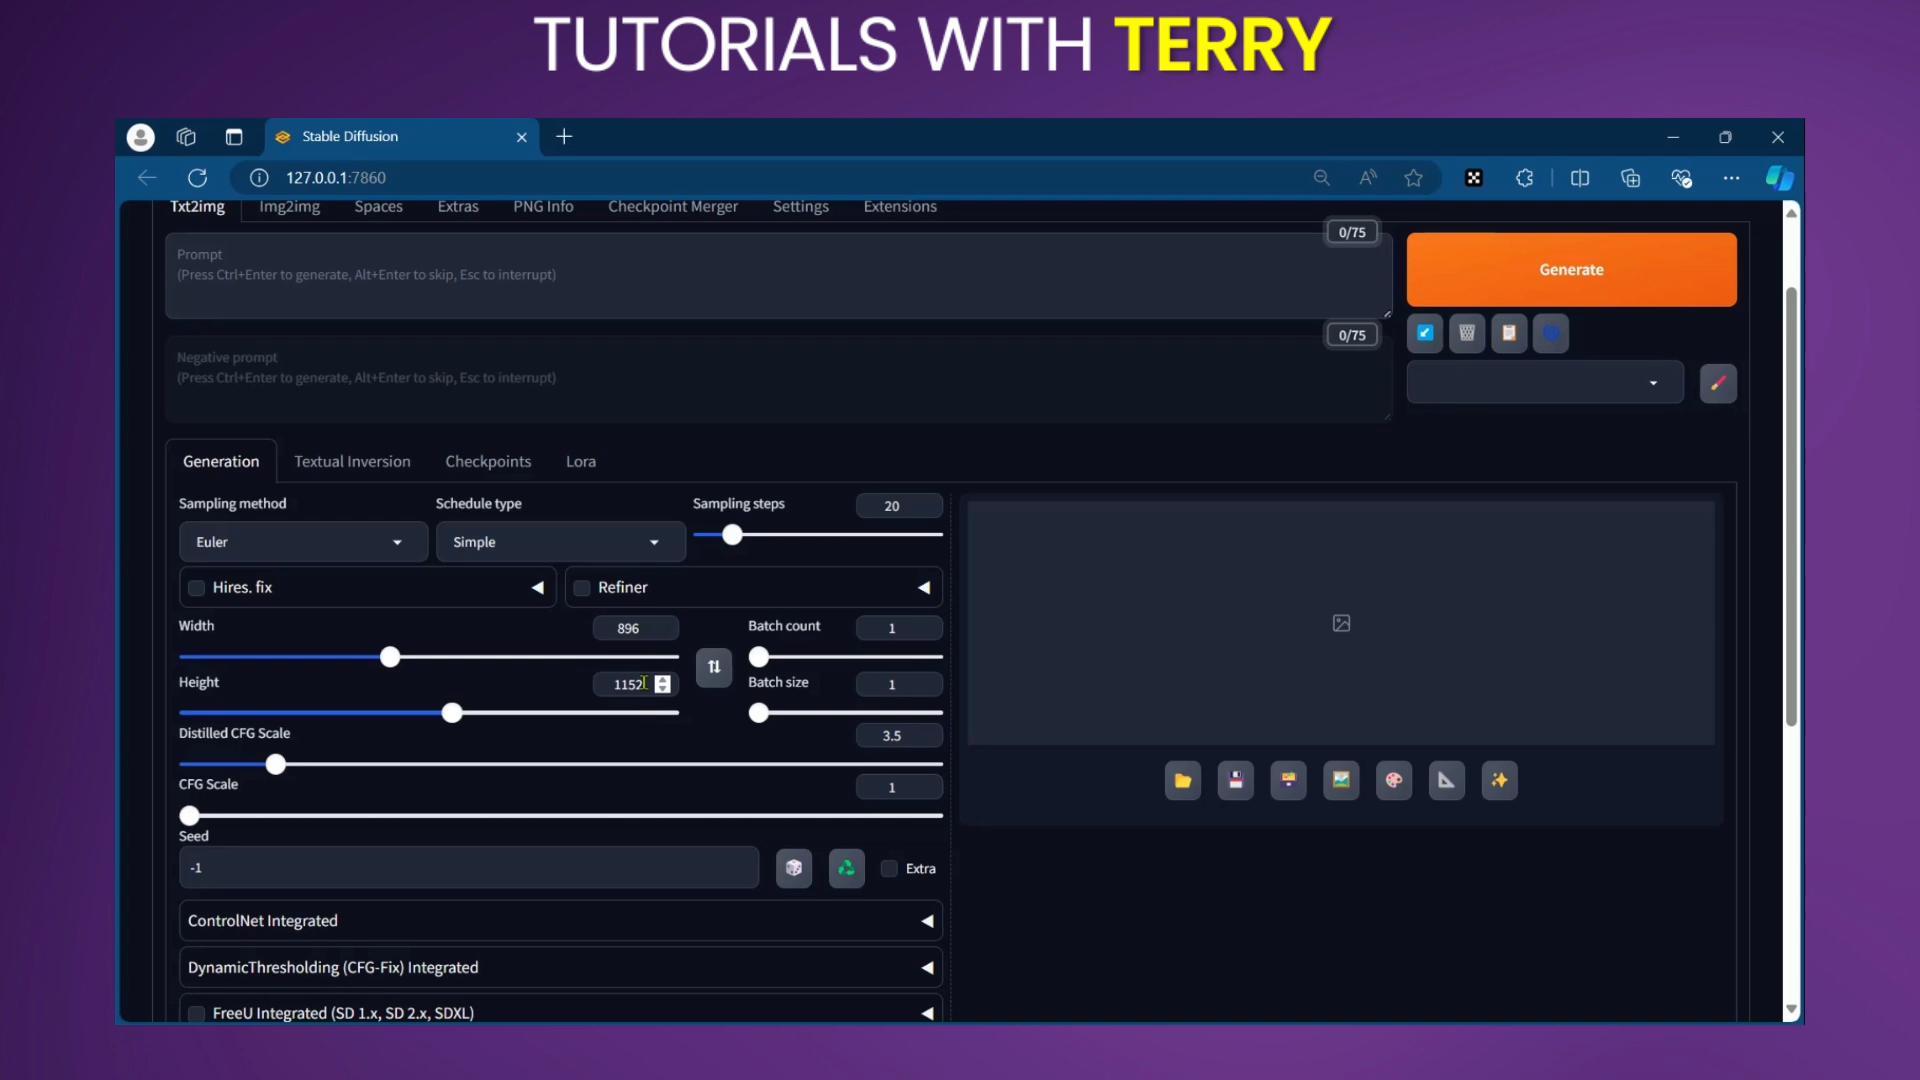 TUTORIALS WITH TERRY
Stable Diffusion
127.0.0.1:7860
Txt2img Img2img Spaces Extras PNG Info Checkpoint Merger Settings Extensions
0/75
Prompt
(Press Ctrl+Enter to generate, Alt+Enter to skip, Esc to interrupt)
Generate
0/75
Negative prompt
(Press Ctrl+Enter to generate, Alt+Enter to skip, Esc to interrupt)
Generation Textual Inversion Checkpoints Lora
Sampling method Schedule type Sampling steps 20
Euler Simple
Hires. fix Refiner
Width 896 Batch count 1
Height 1152 Batch size 1
Distilled CFG Scale 3.5
CFG Scale 1
Seed
-1 Extra
ControlNet Integrated
DynamicThresholding (CFG-Fix) Integrated
FreeU Integrated (SD 1.x, SD 2.x, SDXL)